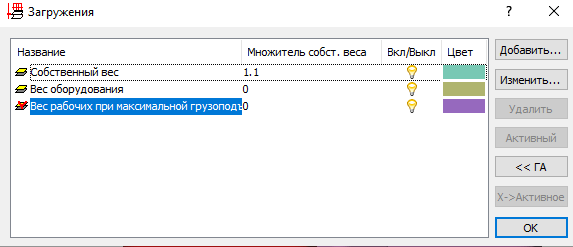 Загружения
?
Название Множитель собст. веса Вкл/Выкл Цвет
Собственный вес 1.1
Вес оборудования 0
Вес рабочих при максимальной грузоподъ 0
Добавить...
Изменить...
Удалить
Активный
<< ГА
X->Активное
OK